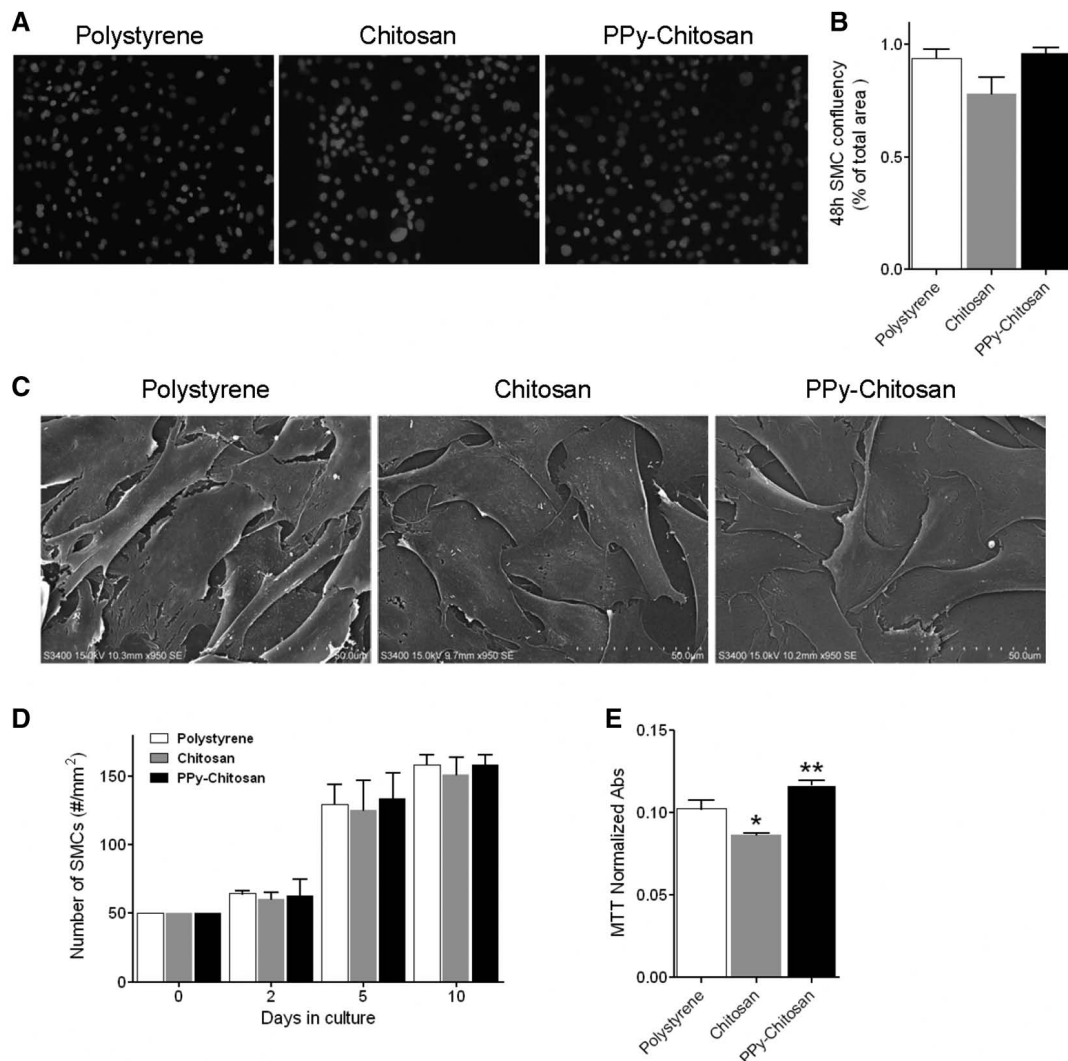 A
Polystyrene
Chitosan
PPy-Chitosan
B
48h SMC confluency
(% of total area)
1.0
0.5
0.0
Polystyrene
Chitosan
PPy-Chitosan
C
Polystyrene
Chitosan
PPy-Chitosan
S3400 15.0kV 10.3mm x950 SE
50.0um
S3400 15.0kV 9.7mm x950 SE
50.0um
S3400 15.0kV 10.2mm x950 SE
50.0um
D
Polystyrene
Chitosan
PPy-Chitosan
Number of SMCs (#/mm²)
150
100
50
0
0
2
5
10
Days in culture
E
MTT Normalized Abs
0.15
0.10
0.05
0.00
*
**
Polystyrene
Chitosan
PPy-Chitosan